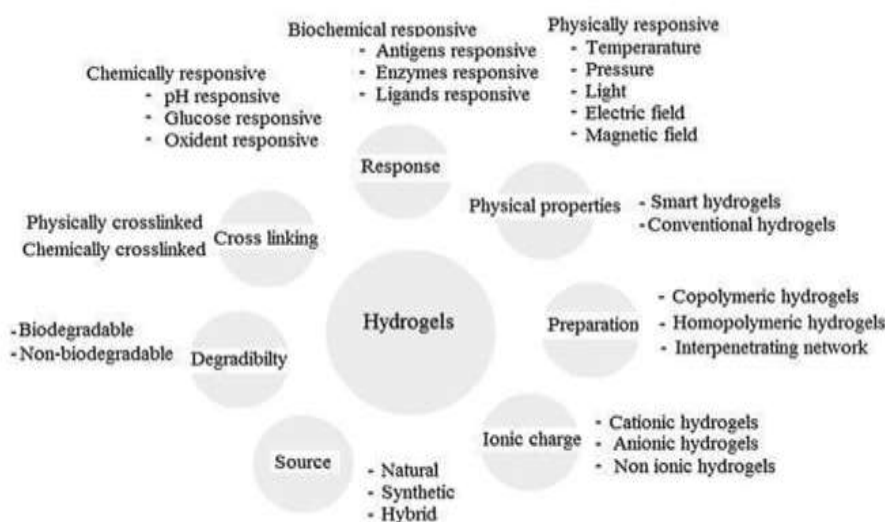 Biochemical responsive
- Antigens responsive
- Enzymes responsive
- Ligands responsive
Physically responsive
- Temperarature
- Pressure
- Light
- Electric field
- Magnetic field
Chemically responsive
- pH responsive
- Glucose responsive
- Oxident responsive
Response
Physical properties
- Smart hydrogels
- Conventional hydrogels
Physically crosslinked
Chemically crosslinked
Cross linking
Hydrogels
Preparation
- Copolymeric hydrogels
- Homopolymeric hydrogels
- Interpenetrating network
- Biodegradable
- Non-biodegradable
Degradibilty
Ionic charge
- Cationic hydrogels
- Anionic hydrogels
- Non ionic hydrogels
Source
- Natural
- Synthetic
- Hybrid